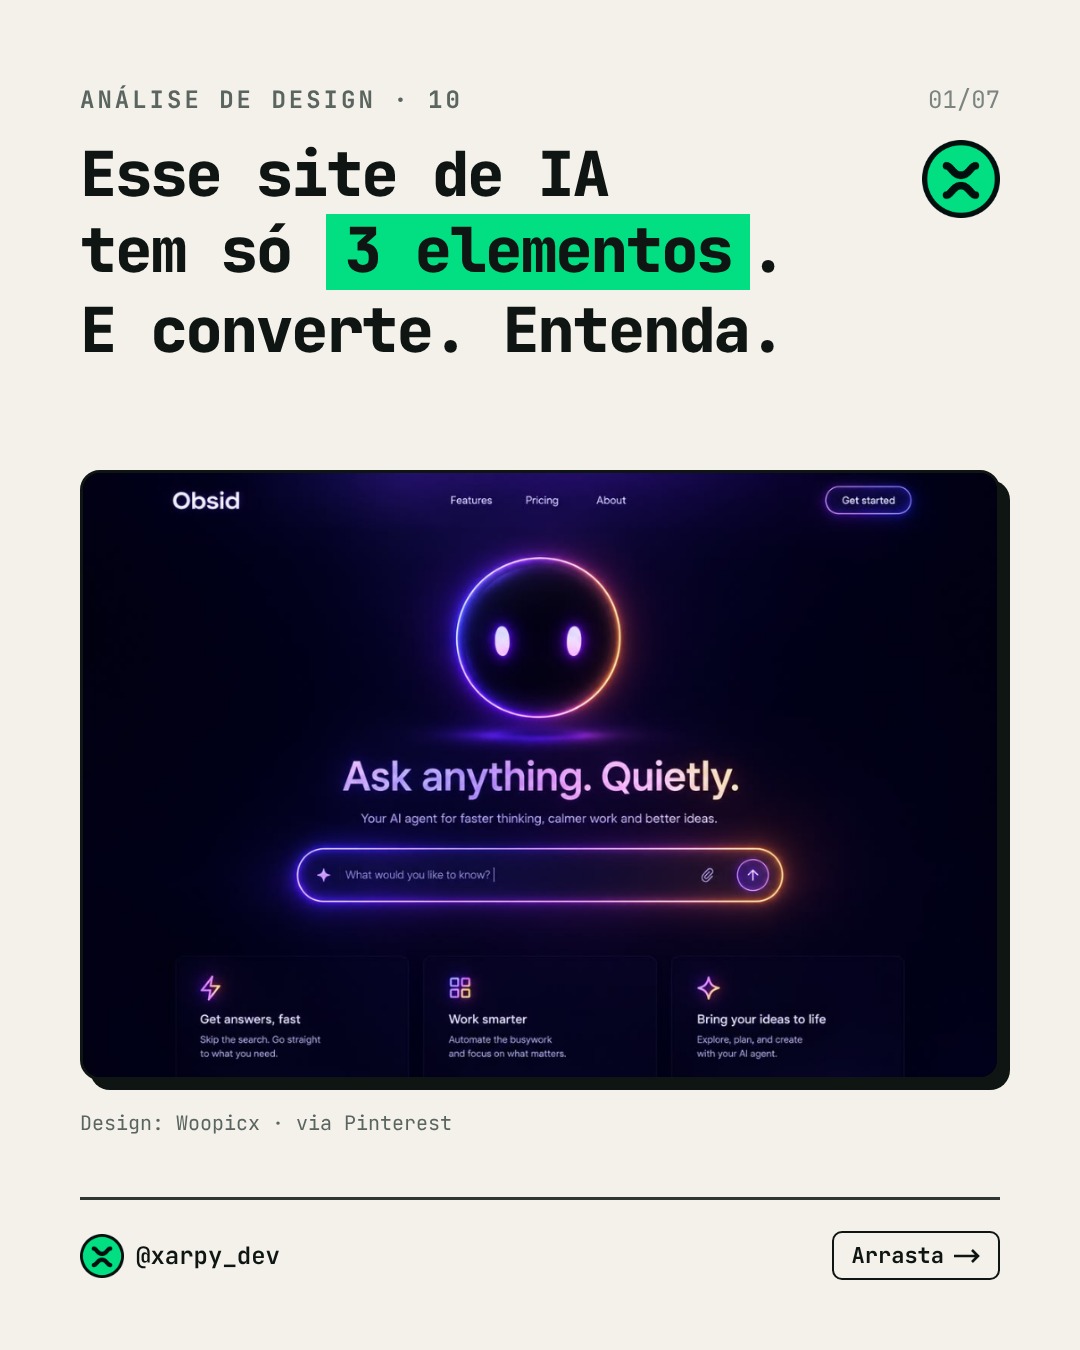 ANÁLISE DE DESIGN · 10
01/07
Esse site de IA
tem só 3 elementos.
E converte. Entenda.
Obsid
Features
Pricing
About
Get started
Ask anything. Quietly.
Your AI agent for faster thinking, calmer work and better ideas.
What would you like to know?
Get answers, fast
Skip the search. Go straight
to what you need.
Work smarter
Automate the busywork
and focus on what matters.
Bring your ideas to life
Explore, plan, and create
with your AI agent.
Design: Woopicx · via Pinterest
@xarpy_dev
Arrasta →